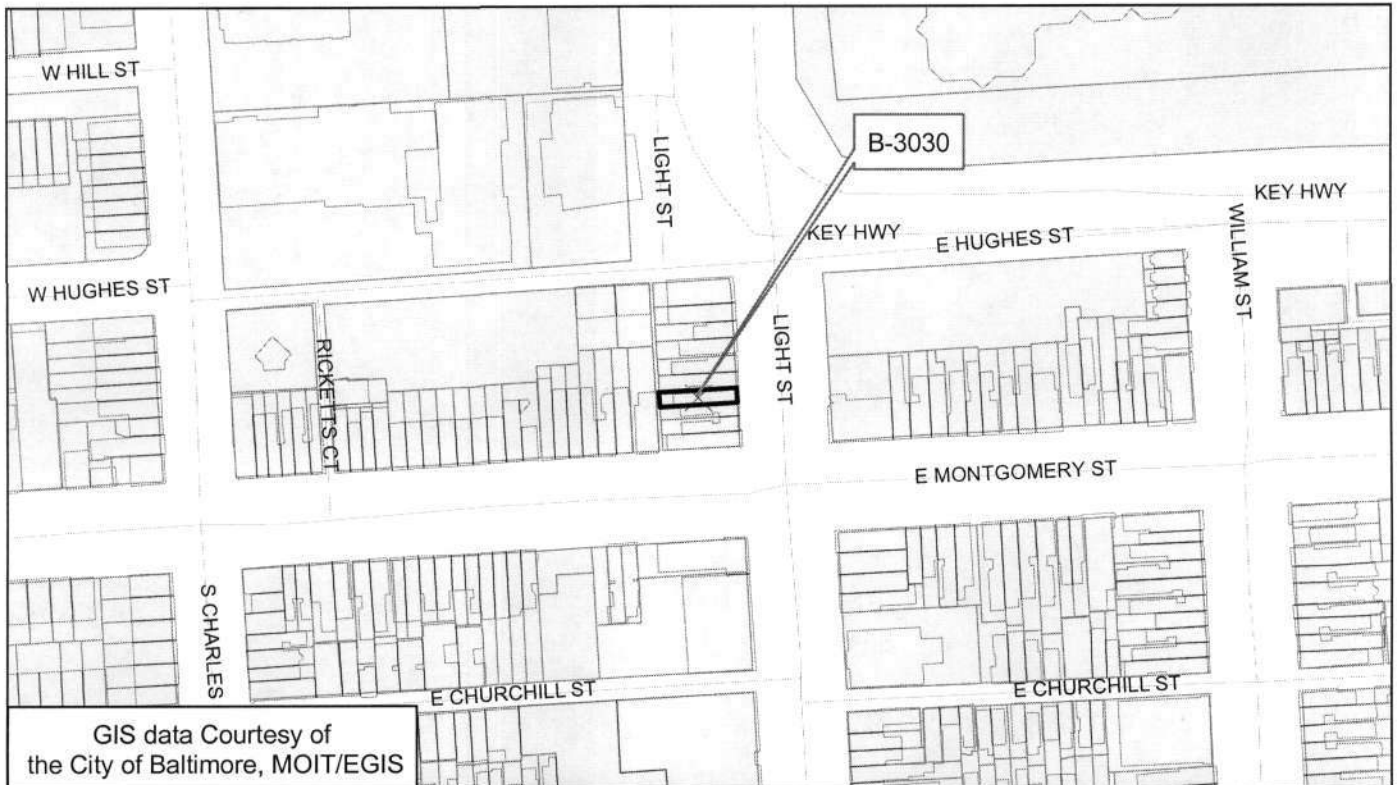 W HILL ST
B-3030
LIGHT ST
KEY HWY
WILLIAM ST
KEY HWY
E HUGHES ST
W HUGHES ST
RICKETTS CT
LIGHT ST
E MONTGOMERY ST
S CHARLES
E CHURCHILL ST
E CHURCHILL ST
GIS data Courtesy of
the City of Baltimore, MOIT/EGIS